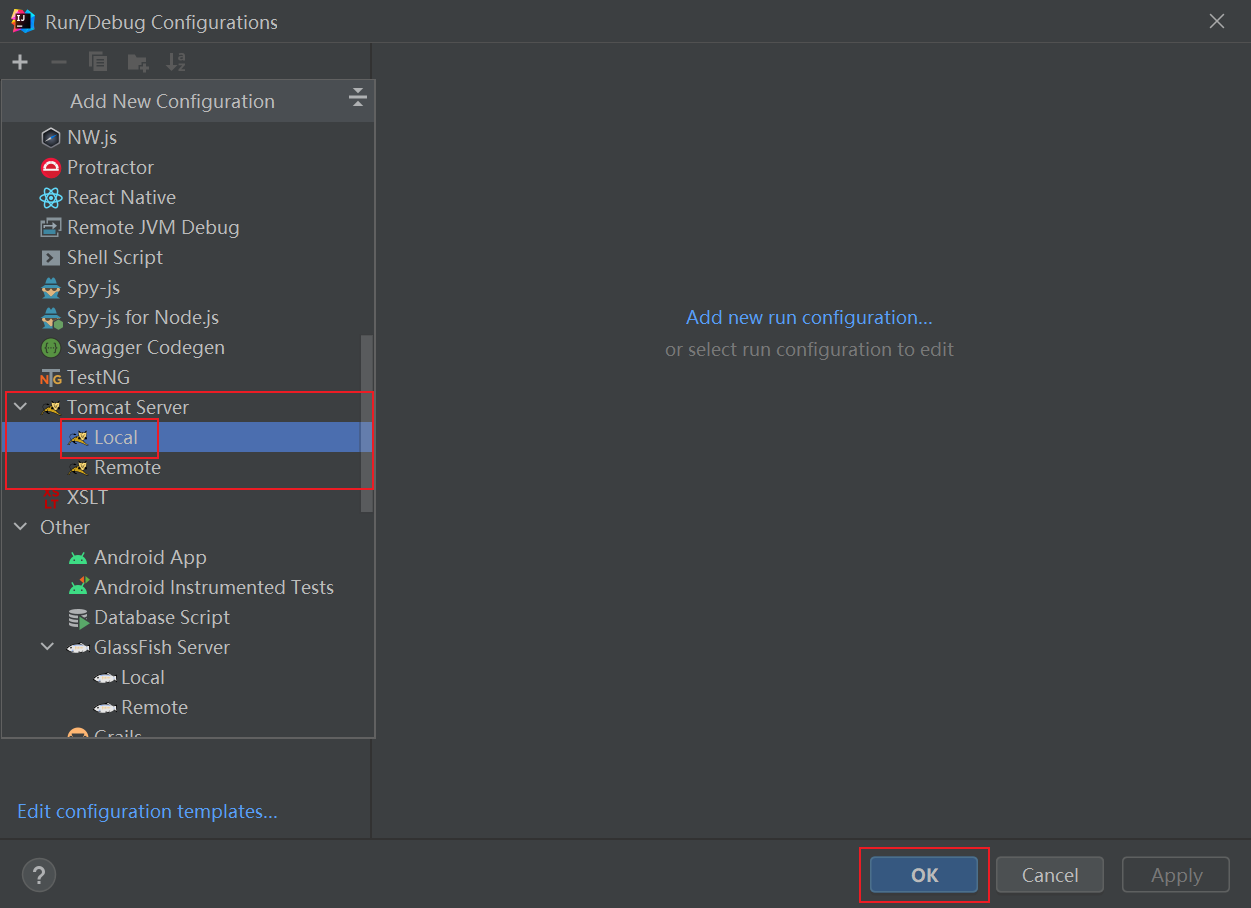 Run/Debug Configurations
Add New Configuration
NW.js
Protractor
React Native
Remote JVM Debug
Shell Script
Spy-js
Spy-js for Node.js
Swagger Codegen
TestNG
Tomcat Server
Local
Remote
XSLT
Other
Android App
Android Instrumented Tests
Database Script
GlassFish Server
Local
Remote
Grails
Add new run configuration...
or select run configuration to edit
Edit configuration templates...
?
OK
Cancel
Apply